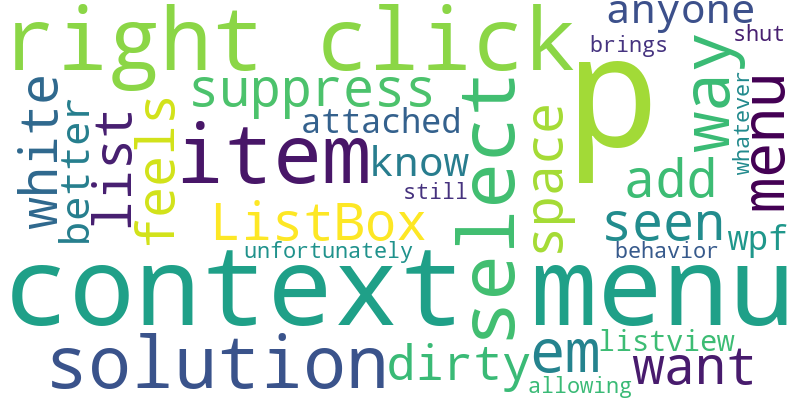 anyone
right click
shut
brings
p
way
suppress
white
select
menu
whatever
better
list
feels
attached
space
item
know
add
still
ListBox
seen
wpf
unfortunately
behavior
context menu
solution
em
listview
dirty
want
allowing